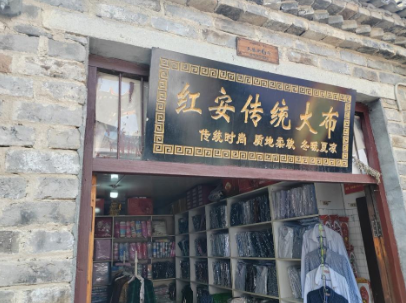 红安传统大布
传统时尚 质地柔软 冬暖夏凉